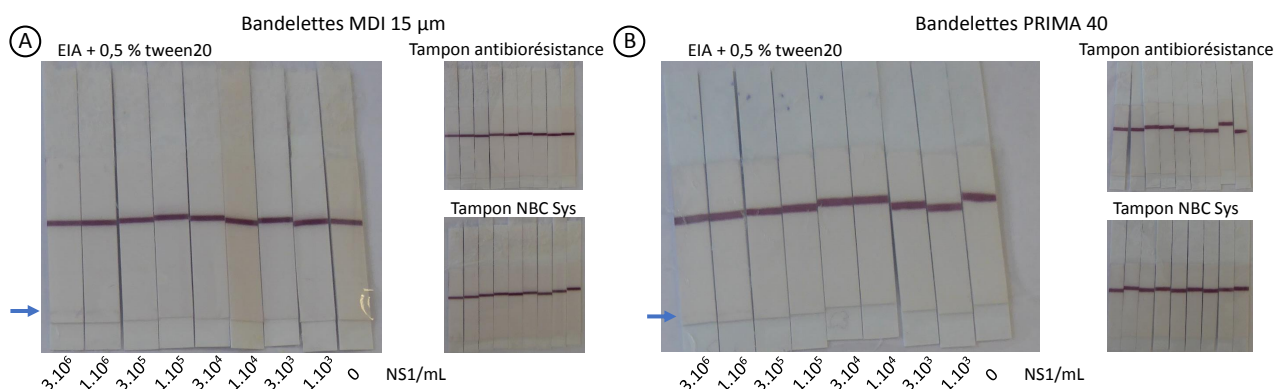 Bandelettes MDI 15 µm
A
EIA + 0,5 % tween20
Tampon antibiorésistance
Tampon NBC Sys
3.10⁶ 1.10⁶ 3.10⁵ 1.10⁵ 3.10⁴ 1.10⁴ 3.10³ 1.10³ 0 NS1/mL
Bandelettes PRIMA 40
B
EIA + 0,5 % tween20
Tampon antibiorésistance
Tampon NBC Sys
3.10⁶ 1.10⁶ 3.10⁵ 1.10⁵ 3.10⁴ 1.10⁴ 3.10³ 1.10³ 0 NS1/mL